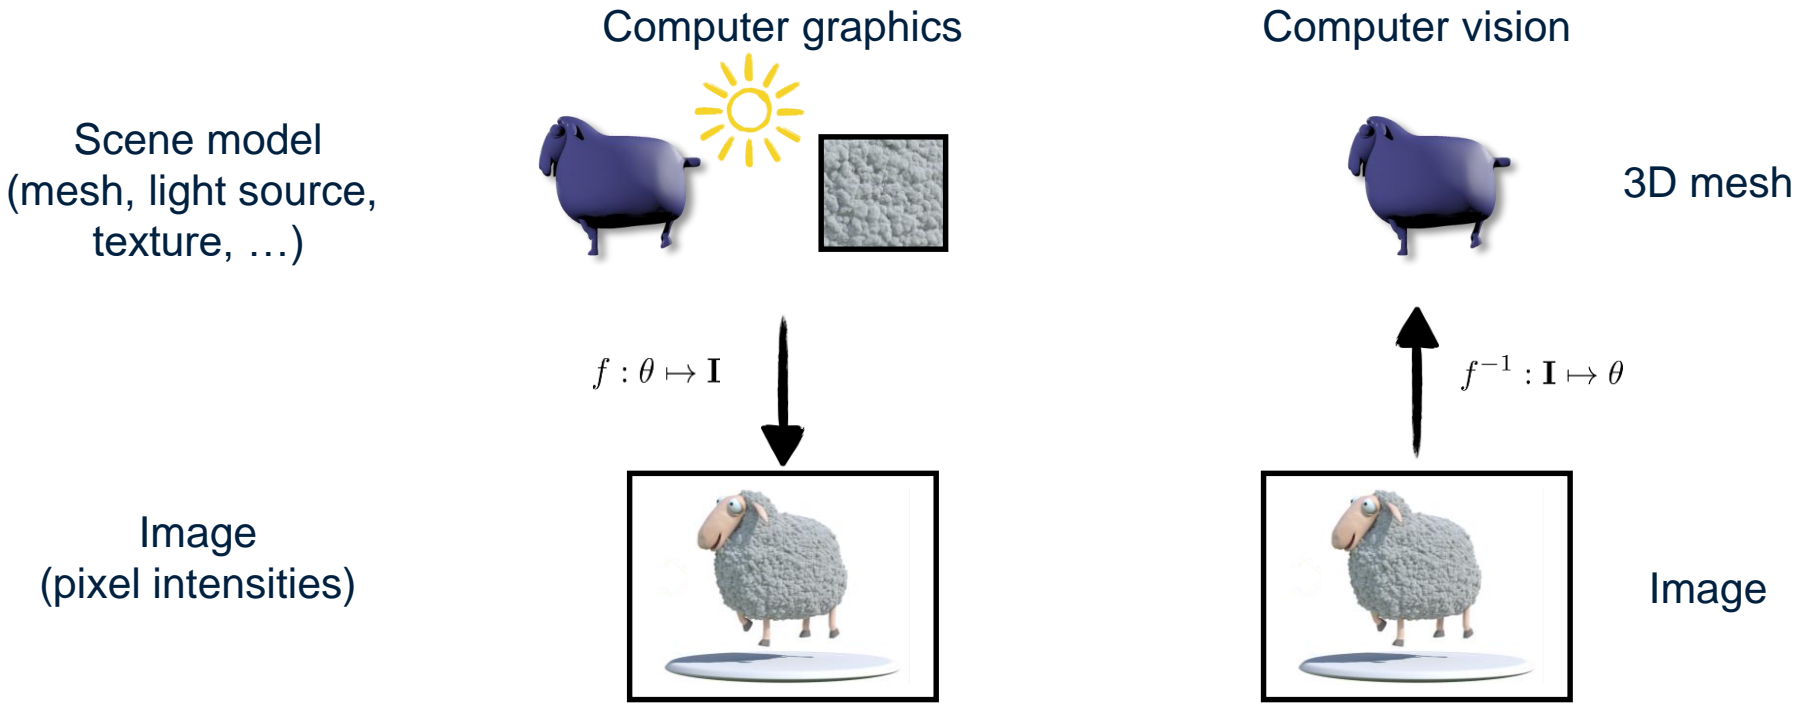 Computer graphics
Computer vision
Scene model
(mesh, light source,
texture, …)
3D mesh
f : θ ↦ I
f⁻¹ : I ↦ θ
Image
(pixel intensities)
Image